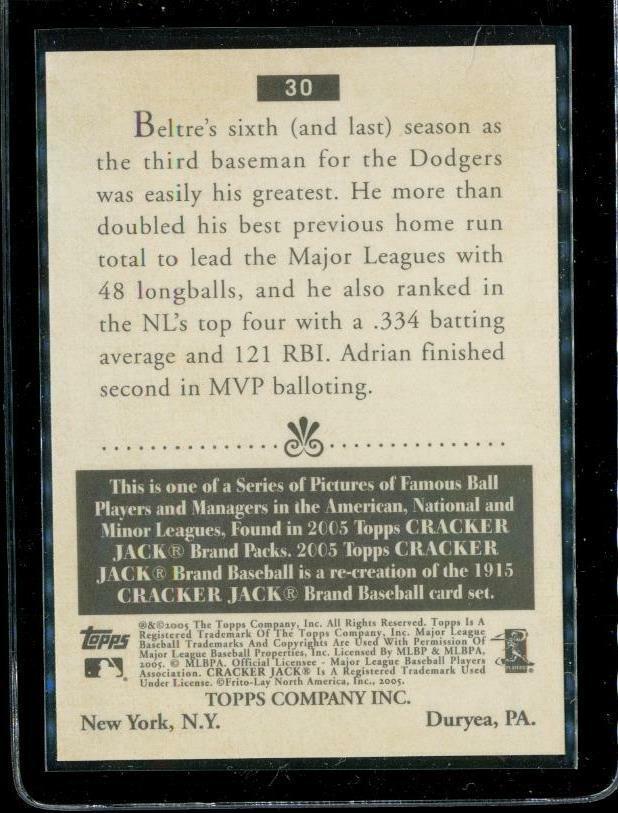 30
Beltre's sixth (and last) season as
the third baseman for the Dodgers
was easily his greatest. He more than
doubled his best previous home run
total to lead the Major Leagues with
48 longballs, and he also ranked in
the NL's top four with a .334 batting
average and 121 RBI. Adrian finished
second in MVP balloting.
This is one of a Series of Pictures of Famous Ball
Players and Managers in the American, National and
Minor Leagues, Found in 2005 Topps CRACKER
JACK® Brand Packs. 2005 Topps CRACKER
JACK® Brand Baseball is a re-creation of the 1915
CRACKER JACK® Brand Baseball card set.
Topps
®&©2005 The Topps Company, Inc. All Rights Reserved. Topps Is A
Registered Trademark Of The Topps Company, Inc. Major League
Baseball Trademarks And Copyrights Are Used With Permission Of
Major League Baseball Properties, Inc. Licensed By MLBP & MLBPA,
2005. © MLBPA. Official Licensee - Major League Baseball Players
Association. CRACKER JACK® Is A Registered Trademark Used
Under License. ©Frito-Lay North America, Inc., 2005.
PLAYERS
TOPPS COMPANY INC.
New York, N.Y. Duryea, PA.